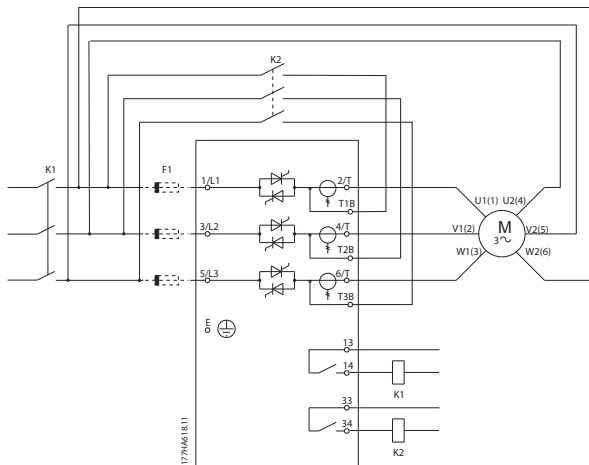 K2
K1
F1
1/L1
2/T
T1B
U1(1)
U2(4)
3/L2
4/T
T2B
V1(2)
M
3~
V2(5)
W1(3)
W2(6)
5/L3
6/T
T3B
E
13
14
K1
33
34
K2
177HA618.11